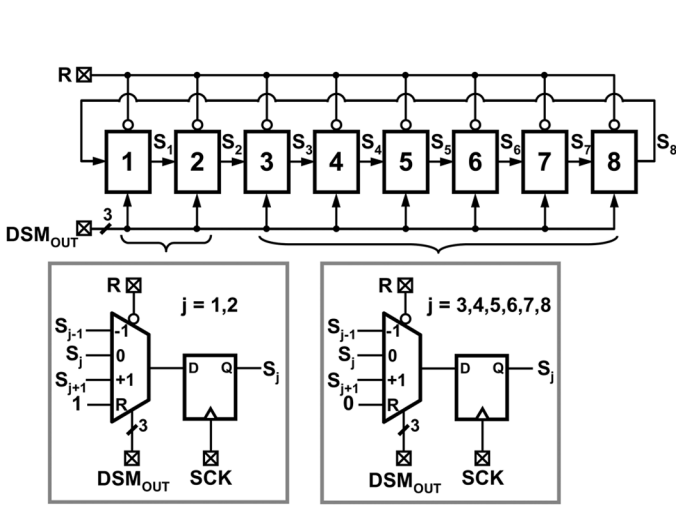 R
S1 S2 S3 S4 S5 S6 S7 S8
1 2 3 4 5 6 7 8
3
DSMOUT
R
j = 1,2
Sj-1 -1
Sj 0
Sj+1 +1
1 R
D Q Sj
3
DSMOUT SCK
R
j = 3,4,5,6,7,8
Sj-1 -1
Sj 0
Sj+1 +1
0 R
D Q Sj
3
DSMOUT SCK